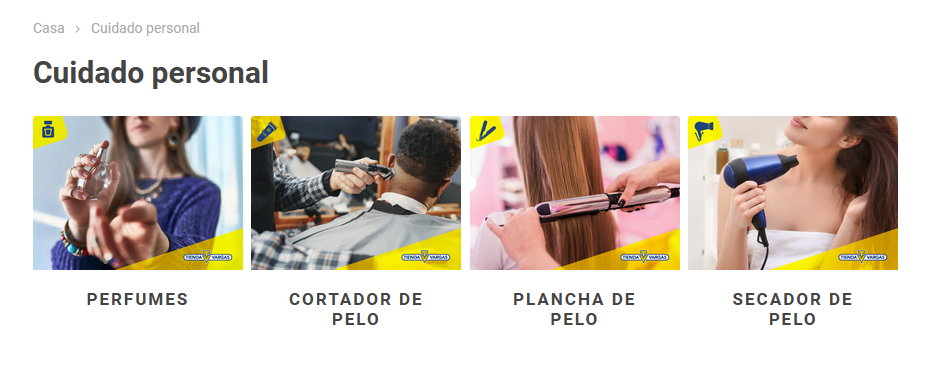 Casa > Cuidado personal
Cuidado personal
TIENDA V VARGAS
TIENDA V VARGAS
TIENDA V VARGAS
TIENDA V VARGAS
PERFUMES
CORTADOR DE
PELO
PLANCHA DE
PELO
SECADOR DE
PELO